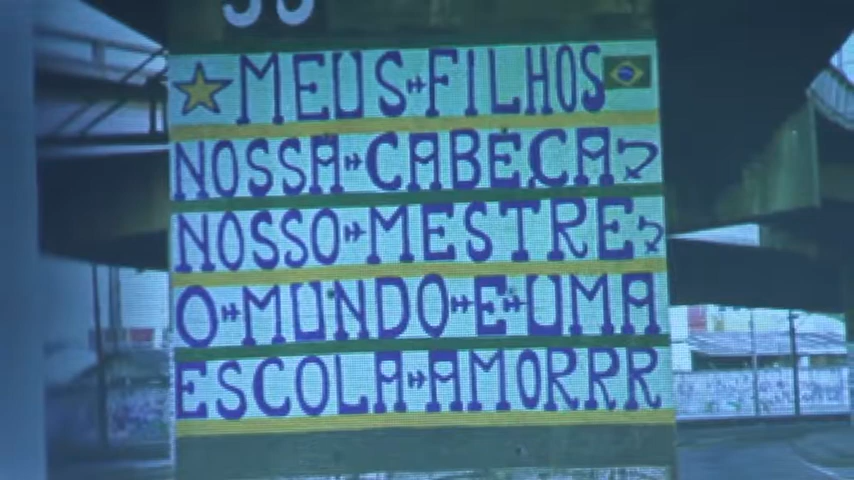 MEUS FILHOS
NOSSA CABEÇA
NOSSO MESTRE
O MUNDO E UMA
ESCOLA AMORRR